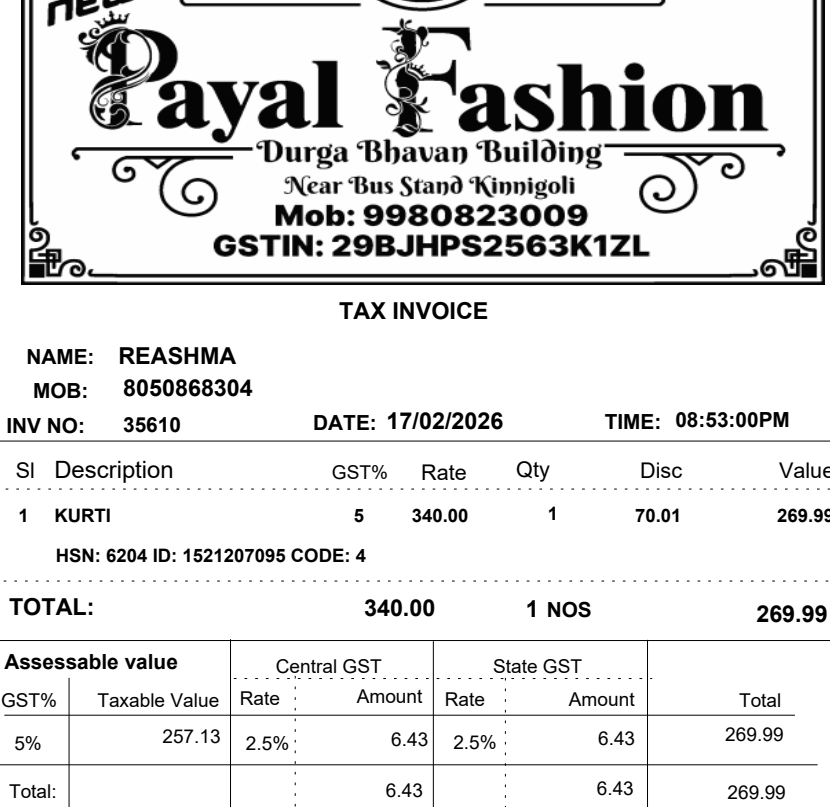 new
Payal Fashion
Durga Bhavan Building
Near Bus Stand Kinnigoli
Mob: 9980823009
GSTIN: 29BJHPS2563K1ZL
TAX INVOICE
NAME: REASHMA
MOB: 8050868304
INV NO: 35610 DATE: 17/02/2026 TIME: 08:53:00PM
Sl Description GST% Rate Qty Disc Value
1 KURTI 5 340.00 1 70.01 269.99
HSN: 6204 ID: 1521207095 CODE: 4
TOTAL: 340.00 1 NOS 269.99
Assessable value Central GST State GST
GST% Taxable Value Rate Amount Rate Amount Total
5% 257.13 2.5% 6.43 2.5% 6.43 269.99
Total: 6.43 6.43 269.99